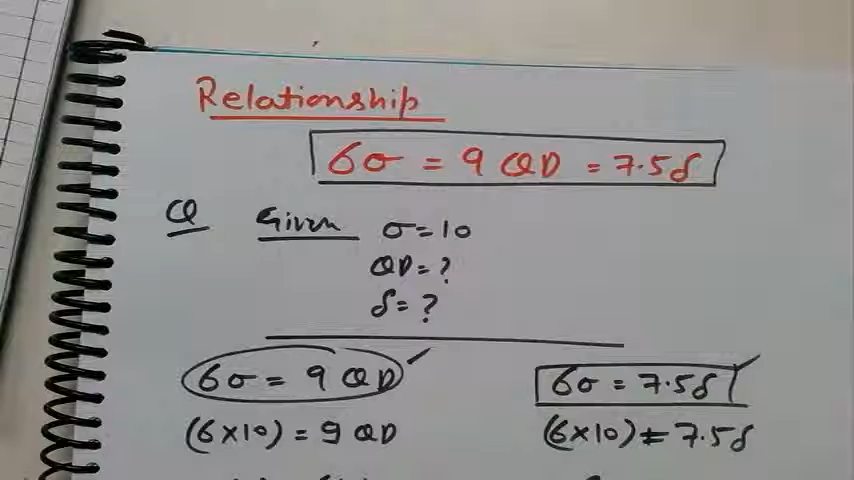 Relationship
6σ = 9 QD = 7.5δ
Q Given σ=10
QD=?
δ=?
6σ = 9 QD
6σ = 7.5δ
(6×10) = 9 QD
(6×10) = 7.5δ